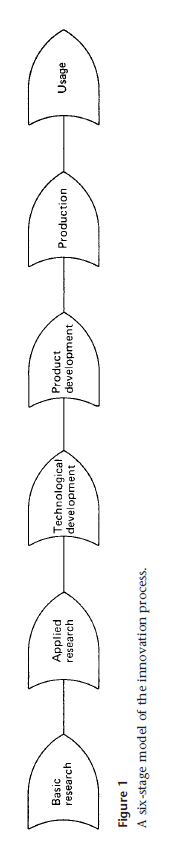 Basic
research
Applied
research
Technological
development
Product
development
Production
Usage
Figure 1
A six-stage model of the innovation process.